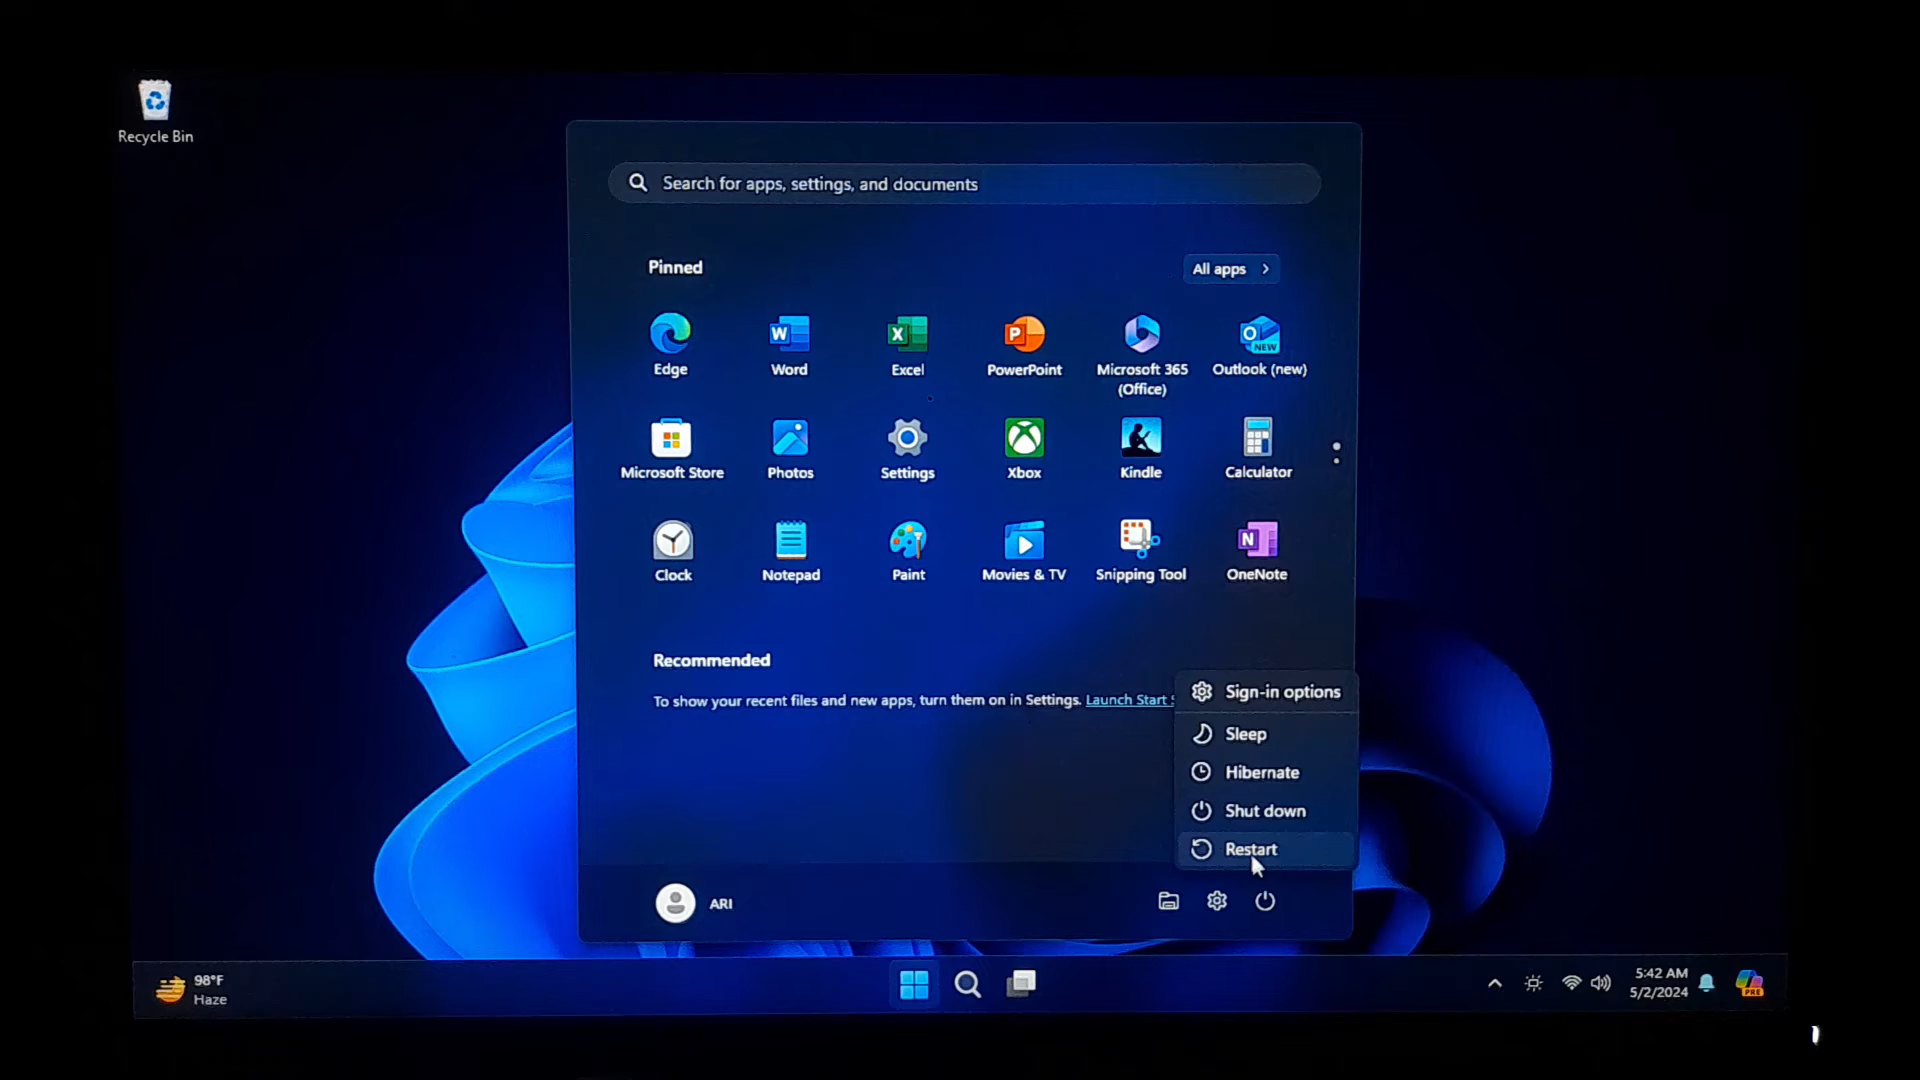 Recycle Bin
Search for apps, settings, and documents
Pinned
All apps
Edge
Word
Excel
PowerPoint
Microsoft 365
(Office)
Outlook (new)
Microsoft Store
Photos
Settings
Xbox
Kindle
Calculator
Clock
Notepad
Paint
Movies & TV
Snipping Tool
OneNote
Recommended
To show your recent files and new apps, turn them on in Settings. Launch Start
Sign-in options
Sleep
Hibernate
Shut down
Restart
ARI
98°F
Haze
5:42 AM
5/2/2024
PRE
W
X
P
O
NEW
N